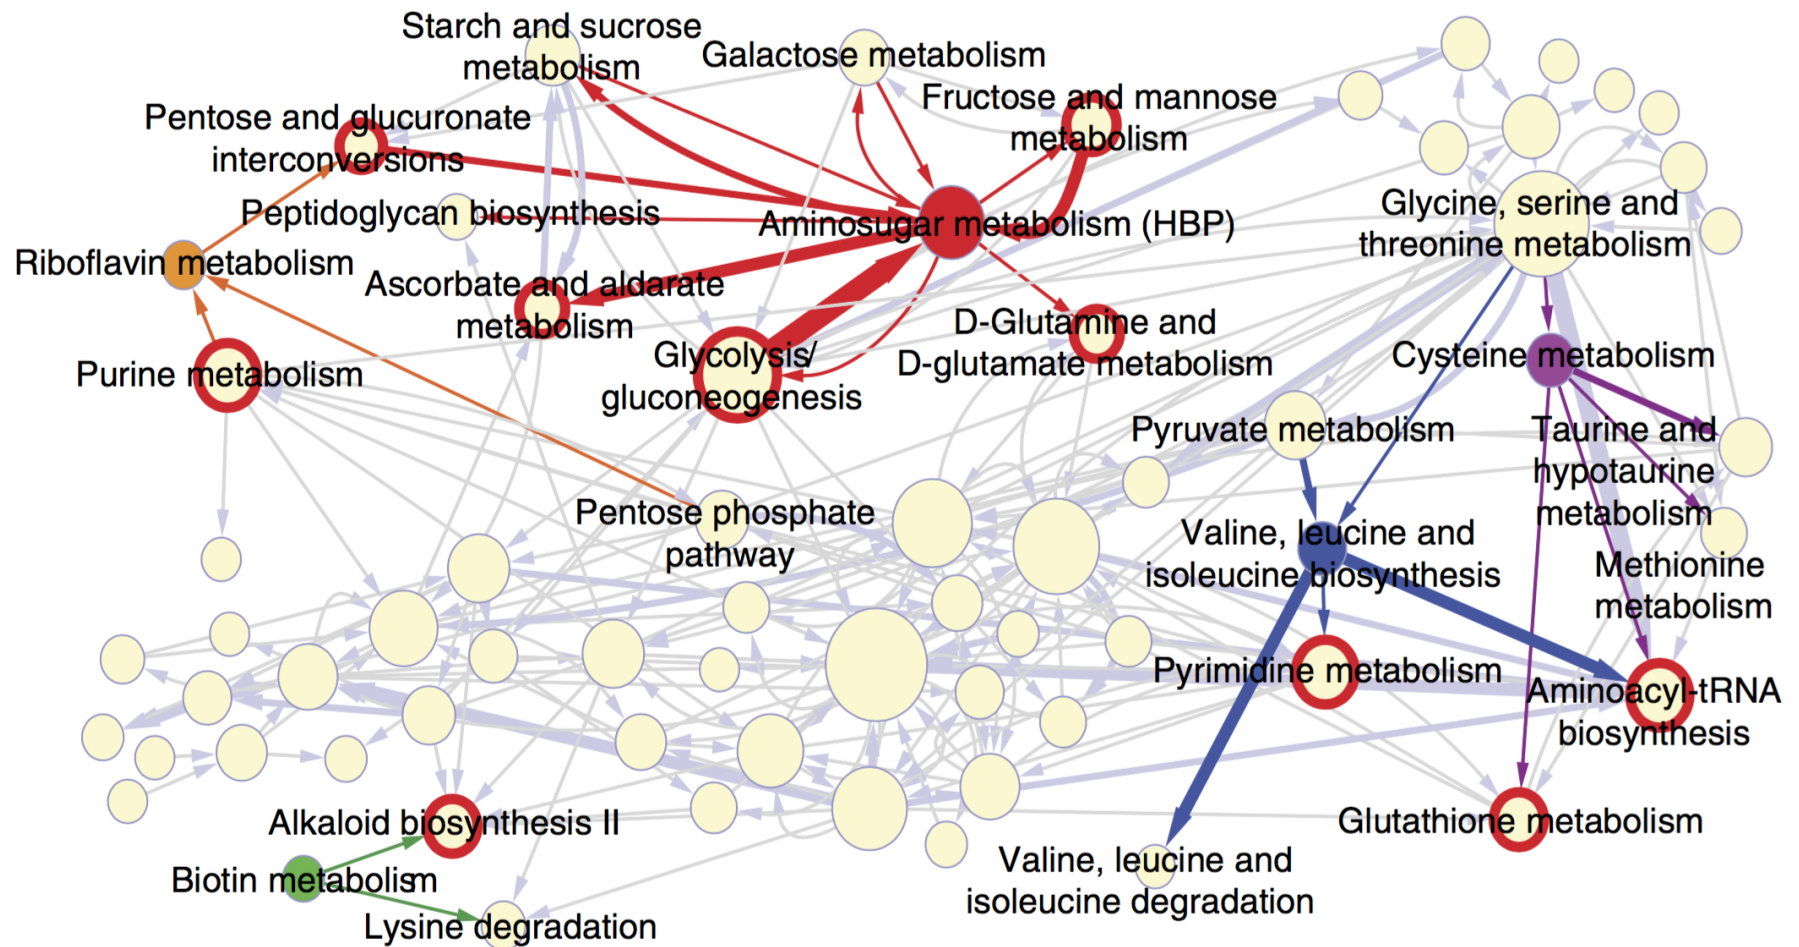 Starch and sucrose
metabolism
Galactose metabolism
Fructose and mannose
metabolism
Pentose and glucuronate
interconversions
Peptidoglycan biosynthesis
Aminosugar metabolism (HBP)
Glycine, serine and
threonine metabolism
Riboflavin metabolism
Ascorbate and aldarate
metabolism
D-Glutamine and
D-glutamate metabolism
Glycolysis/
gluconeogenesis
Cysteine metabolism
Purine metabolism
Pyruvate metabolism
Taurine and
hypotaurine
metabolism
Pentose phosphate
pathway
Valine, leucine and
isoleucine biosynthesis
Methionine
metabolism
Pyrimidine metabolism
Aminoacyl-tRNA
biosynthesis
Alkaloid biosynthesis II
Glutathione metabolism
Biotin metabolism
Valine, leucine and
isoleucine degradation
Lysine degradation